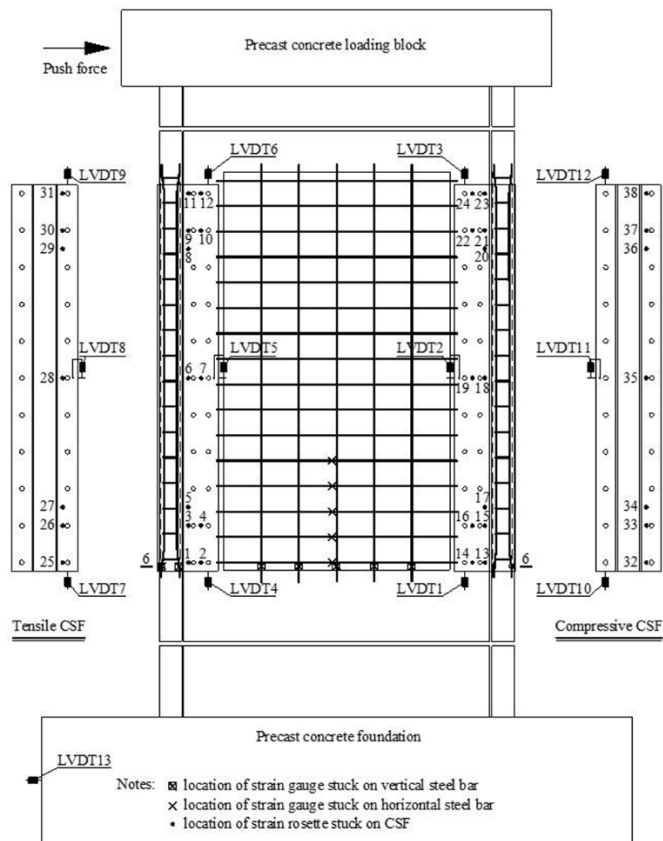 Precast concrete loading block
Push force
LVDT9
LVDT6
LVDT3
LVDT12
31
11 12
24 23
38
30
9 10
22 21
37
29
8
20
36
LVDT8
LVDT5
LVDT2
LVDT11
28
6 7
19 18
35
27
5
17
34
26
3 4
16 15
33
25
6
1 2
14 13
6
32
LVDT7
LVDT4
LVDT1
LVDT10
Tensile CSF
Compressive CSF
Precast concrete foundation
LVDT13
Notes:
location of strain gauge stuck on vertical steel bar
location of strain gauge stuck on horizontal steel bar
location of strain rosette stuck on CSF